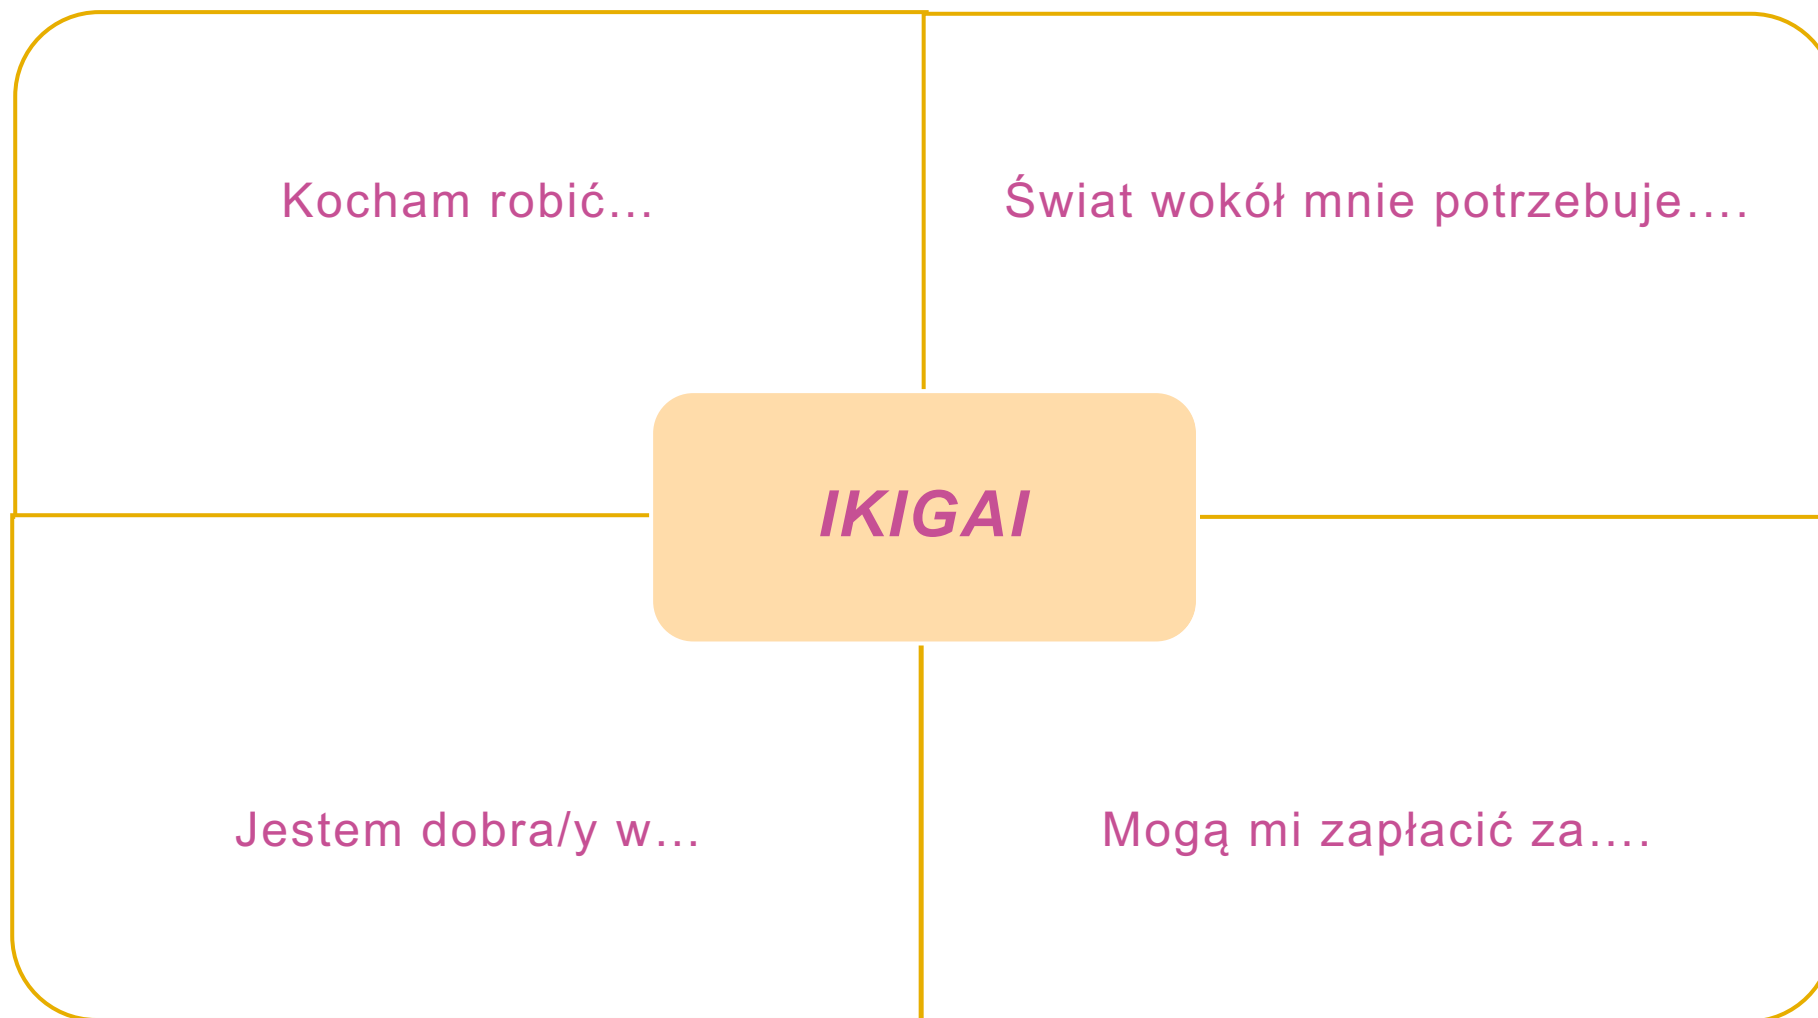 Kocham robić...
Świat wokół mnie potrzebuje....
IKIGAI
Jestem dobra/y w...
Mogą mi zapłacić za....